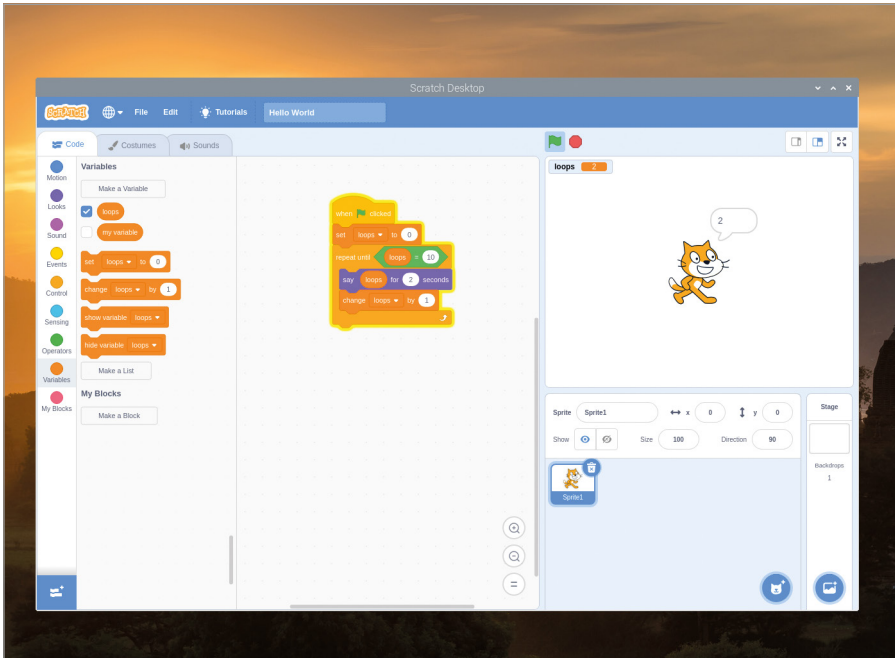 Scratch Desktop
SCRATCH File Edit Tutorials Hello World
Code Costumes Sounds
Motion
Looks
Sound
Events
Control
Sensing
Operators
Variables
My Blocks
Variables
Make a Variable
loops
my variable
set loops to 0
change loops by 1
show variable loops
hide variable loops
Make a List
My Blocks
Make a Block
when clicked
set loops to 0
repeat until loops = 10
say loops for 2 seconds
change loops by 1
loops 2
2
Sprite Sprite1 x 0 y 0
Show Size 100 Direction 90
Sprite1
Stage
Backdrops
1